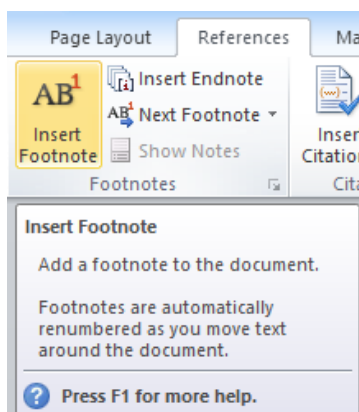 Page Layout References Ma
AB1 Insert Endnote
AB1 Next Footnote
Insert Footnote Show Notes
Inser
Citation
Footnotes Cita
Insert Footnote
Add a footnote to the document.
Footnotes are automatically
renumbered as you move text
around the document.
Press F1 for more help.